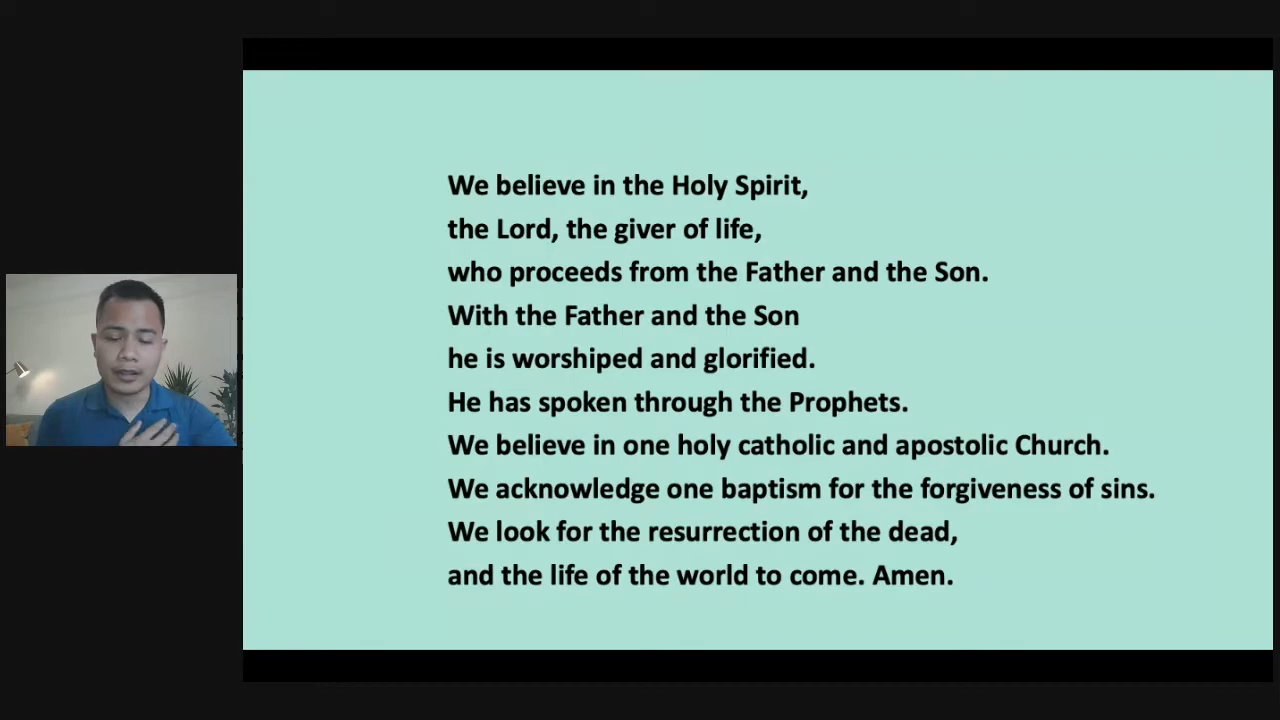 We believe in the Holy Spirit,
the Lord, the giver of life,
who proceeds from the Father and the Son.
With the Father and the Son
he is worshiped and glorified.
He has spoken through the Prophets.
We believe in one holy catholic and apostolic Church.
We acknowledge one baptism for the forgiveness of sins.
We look for the resurrection of the dead,
and the life of the world to come. Amen.